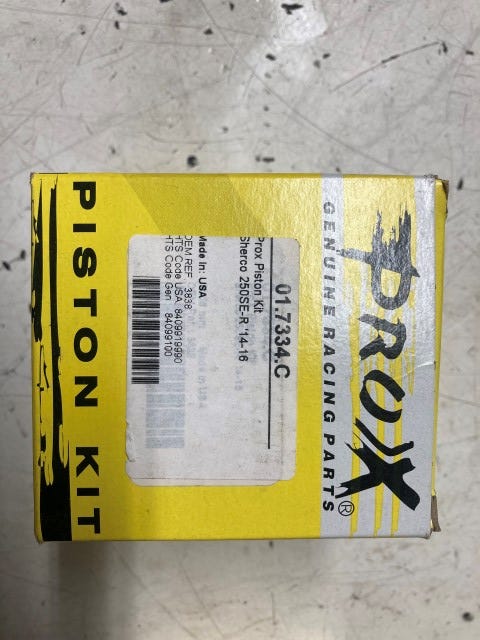 PROX®
GENUINE RACING PARTS
01.7334.C
Prox Piston Kit
Sherco 250SE-R '14-16
Made In: USA
OEM REF 3838
HTS Code USA 8409919990
HTS Code Gen 84099100
PISTON KIT